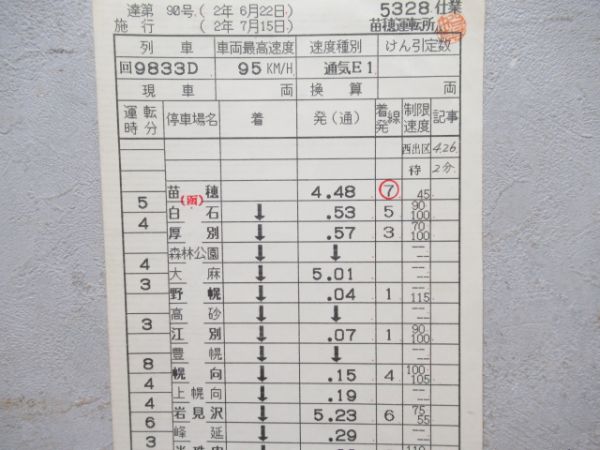 達第 90号.( 2年 6月22日) 5328仕業
施行 ( 2年 7月15日) 苗穂運転所
列車 車両最高速度 速度種別 けん引定数
回9833D 95KM/H 通気E1
現車 両 換算 両
運転時分 停車場名 着 発(通) 着発線 制限速度 記事
西出区 4.26
待 2分
苗穂 4.48 ⑦ 45
5 (函)
白石 ↓ .53 5 90 100
4
厚別 ↓ .57 3 70 100
森林公園 ↓ ↓
4
大麻 ↓ 5.01
3
野幌 ↓ .04 1 115
高砂 ↓ ↓
3
江別 ↓ .07 1 90 100
豊幌 ↓ ↓
8
幌向 ↓ .15 4 100 105
4
上幌向 ↓ .19
4
岩見沢 ↓ 5.23 6 75 55
6
峰延 ↓ .29
3